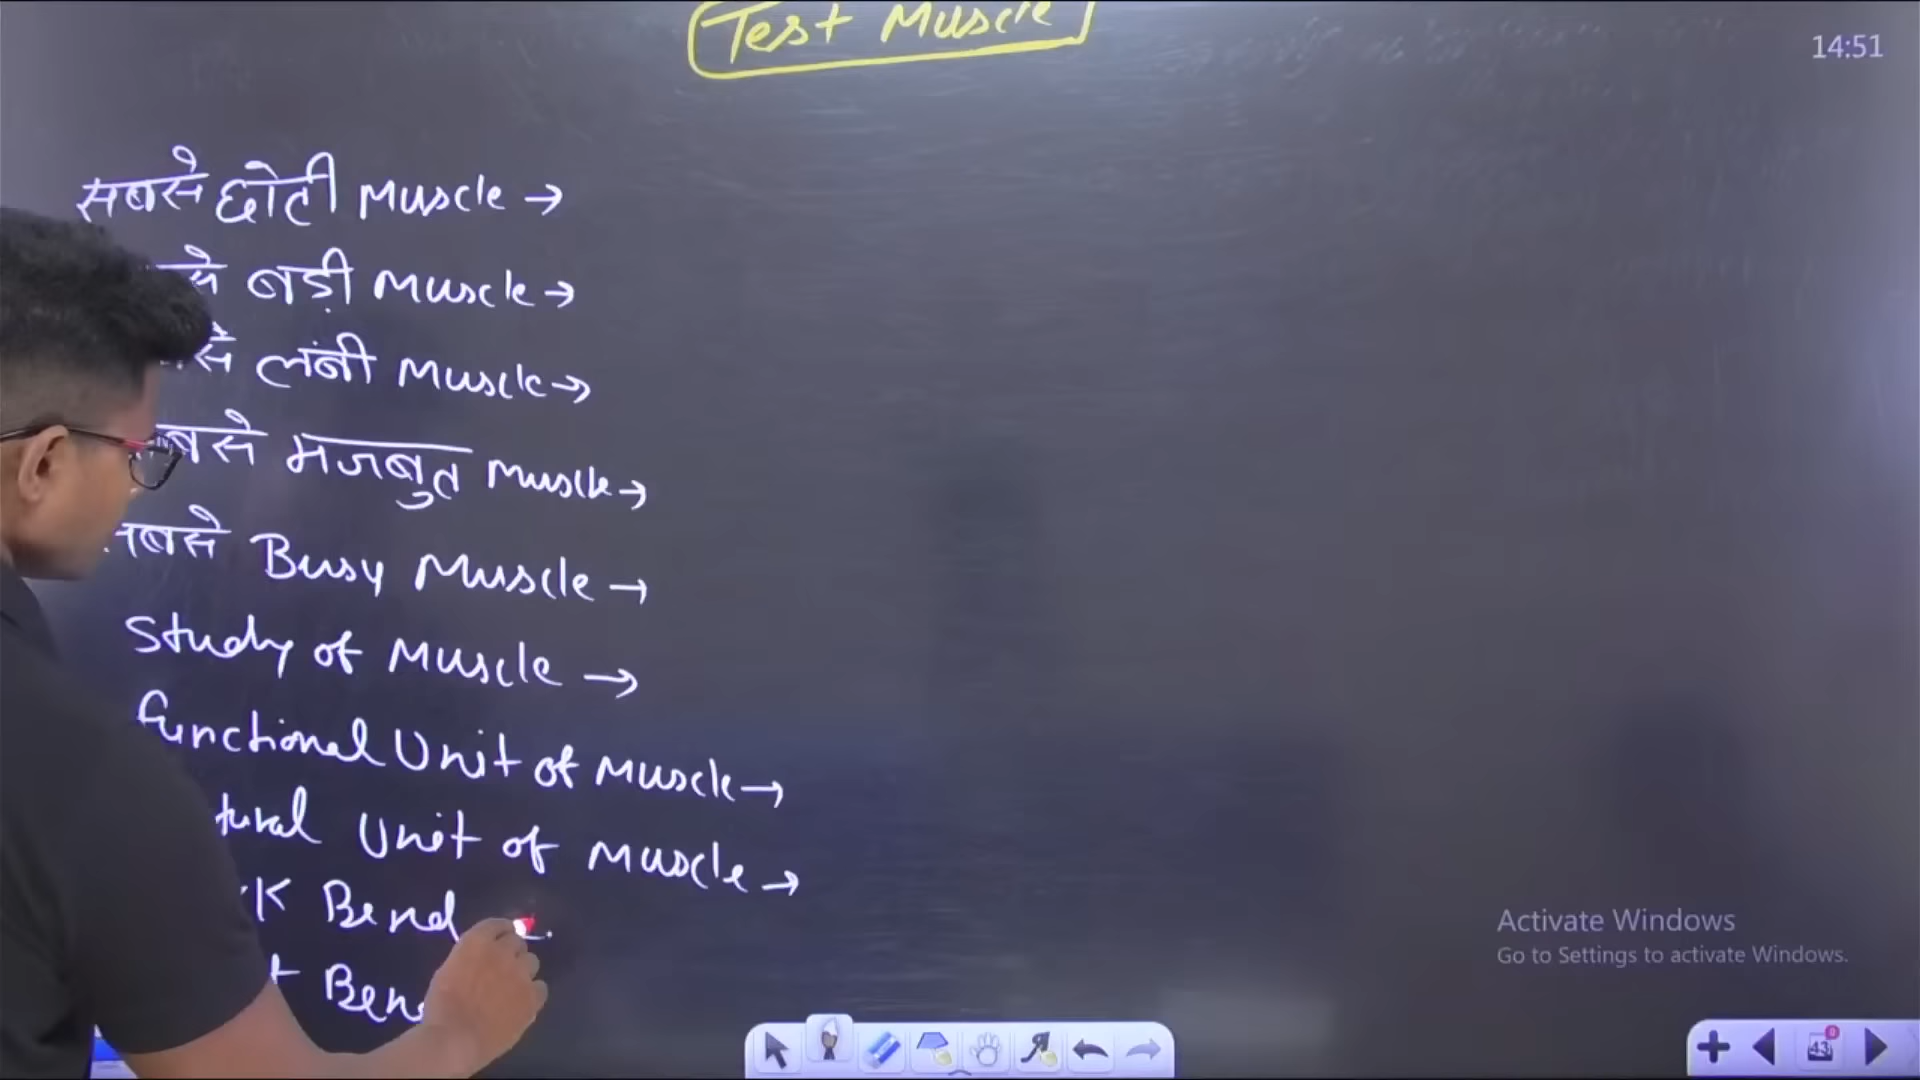 Test Muscle
14:51
सबसे छोटी Muscle →
बड़ी Muscle →
लंबी Muscle →
मजबुत Muscle →
सबसे Busy Muscle →
Study of Muscle →
Functional Unit of Muscle →
Unit of Muscle →
Bend
Activate Windows
Go to Settings to activate Windows.
43